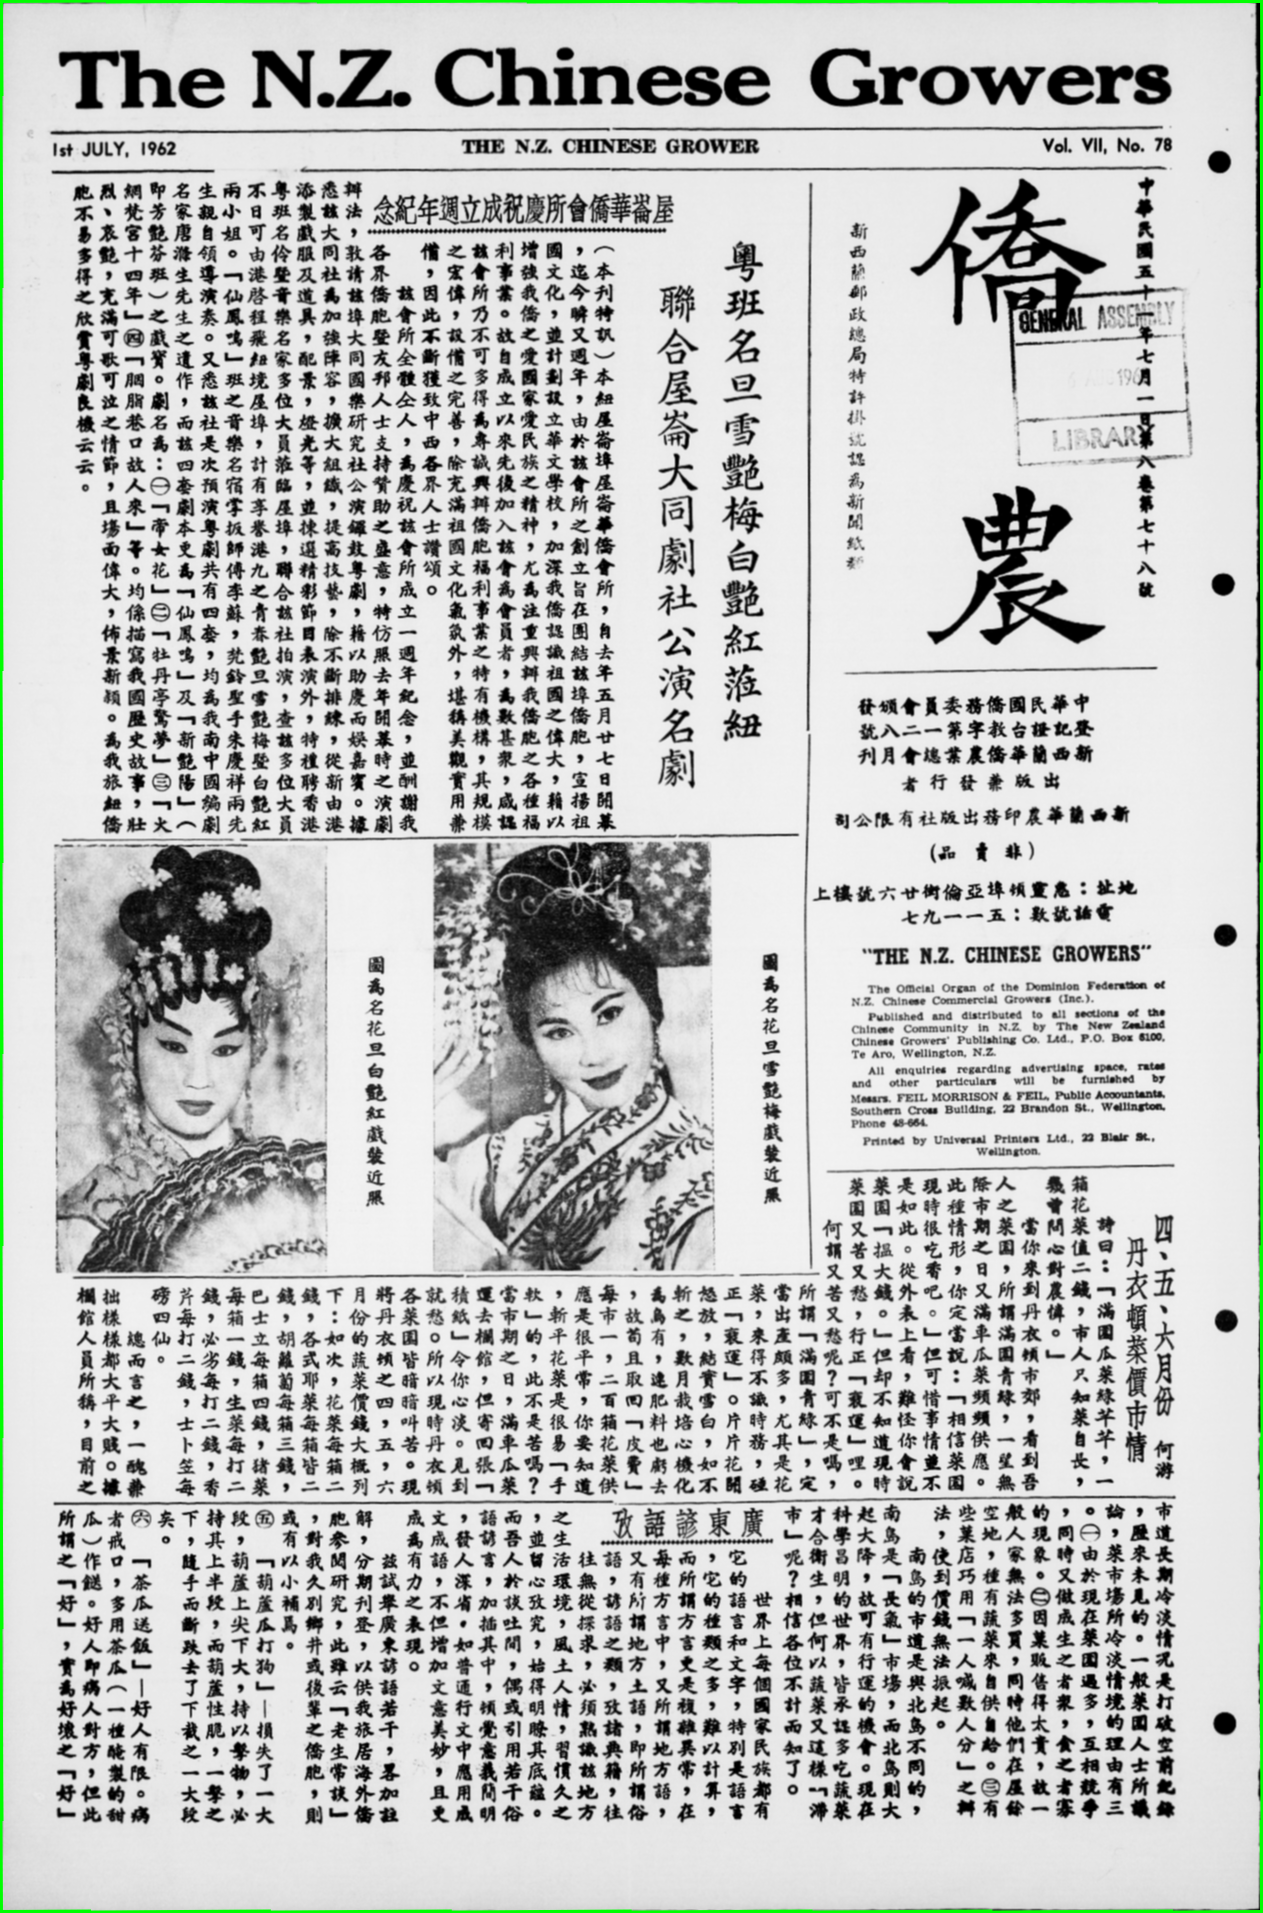 The N.Z. Chinese Growers
1st JULY, 1962
THE N.Z. CHINESE GROWER
Vol. VII, No. 78
中華民國五十一年七月一日第八卷第七十八號
僑農
新西蘭郵政總局特許掛號認為新聞紙類
GENERAL ASSEMBLY
LIBRARY
中華民國僑務委員會頒發
登記證台教字第一二八號
新西蘭華僑農業總會月刊
出版兼發行者
新西蘭華農印務出版社有限公司
(非賣品)
地址：惠靈頓埠亞倫街廿六號樓上
電話號數：五一一九七
"THE N.Z. CHINESE GROWERS"
The Official Organ of the Dominion Federation of
N.Z. Chinese Commercial Growers (Inc.).
Published and distributed to all sections of the
Chinese Community in N.Z. by The New Zealand
Chinese Growers' Publishing Co. Ltd., P.O. Box 6100,
Te Aro, Wellington, N.Z.
All enquiries regarding advertising space, rates
and other particulars will be furnished by
Messrs. FEIL MORRISON & FEIL, Public Accountants,
Southern Cross Building, 22 Brandon St., Wellington,
Phone 48-664.
Printed by Universal Printers Ltd., 22 Blair St.,
Wellington.
粵班名旦雪艷梅白艷紅蒞紐
聯合屋崙大同劇社公演名劇
屋崙華僑會所慶祝成立週年紀念
（本刊特訊）本紐屋崙埠屋崙華僑會所，自去年五月廿七日開幕
，迄今瞬又週年，由於該會所之創立旨在團結該埠僑胞，宣揚祖
國文化，並計劃設立華文學校，加深我僑認識祖國之偉大，藉以
增強我僑之愛國家愛民族之精神，尤為注重興辦我僑胞之各種福
利事業。故自成立以來先後加入該會為會員者，為數甚衆，咸認
該會所乃不可多得為專誠興辦僑胞福利事業之特有機構，其規模
之宏偉，設備之完善，除充滿祖國文化氣氛外，堪稱美觀實用兼
備，因此不斷獲致中西各界人士讚頌。
該會所全體仝人，為慶祝該會所成立一週年紀念，並酬謝我
各界僑胞暨友邦人士支持贊助之盛意，特仿照去年開幕時之演劇
辦法，敦請該埠大同國樂研究社公演鑼鼓粵劇，藉以助慶而娛嘉賓。據
悉該大同社為加強陣容，擴大組織，提高技藝，除不斷排練，從新由港
添製戲服及道具，配景，燈光等，並揀選精彩節目表演外，特禮聘香港
粵班名伶暨音樂名家多位大員蒞臨屋埠，聯合該社拍演，查該多位大員
不日可由港啓程飛紐境屋埠，計有享譽港九之青春艷旦雪艷梅暨白艷紅
兩小姐。「仙鳳鳴」班之音樂名宿掌扳師傅李蘇，旄鈴聖手朱慶祥兩先
生親自領導演奏。又悉該社是次預演粵劇共有四套，均為我南中國編劇
名家唐滌生先生之遺作，而該四套劇本吏為「仙鳳鳴」及「新艷陽」（
即芳艷芬班）之戲寶。劇名為：㊀「帝女花」㊁「牡丹亭驚夢」㊂「火
網梵宮十四年」㊃「胭脂巷口故人來」等。均係描寫我國歷史故事，壯
烈、哀艷，充滿可歌可泣之情節，且場面偉大，佈景新頴。為我旅紐僑
胞不易多得之欣賞粵劇良機云云。
圖為名花旦雪艷梅戲裝近照
圖為名花旦白艷紅戲裝近照
四、五、六月份
丹衣頓菜價市情
何游
詩曰：「滿園瓜菜綠芊芊，一
箱花菜值二錢，市人只知菜自長，
幾曾問心對農偉。」
當你來到丹衣頓市郊，看到吾
人之菜園，所謂滿園青綠，一星無
際市期之日又滿車瓜菜頻頻供應。
此種情形，你定當說：「相信菜園
現時很吃香吧。」但可惜事情並不
是如此。從外表上看，難怪你會說
菜園「搵大錢。」但却不知道現時
菜園又苦又愁，行正「衰運」哩。
何謂又苦又愁呢？可不是嗎，
所謂「滿園青綠」，定
當出產頗多，尤其是花
菜，來得不識時務，碰
正「衰運」。片片花開
怒放，結實雪白，如不
斬之，數月栽培心機化
為烏有，連肥料也虧去
，故苟且取回「皮費」
每市一，二百箱花菜供
應是很平常，你要知道
，斬平花菜是很易「手
軟」的，此不是苦嗎？
當市期之日，滿車瓜菜
運去欄館，但寄回張「
積紙」令你心淡。見到
就愁。所以現時丹衣頓
各菜園皆暗暗叫苦。現
將丹衣頓之四，五，六
月份的蔬菜價錢大概列
下：如次，花菜每箱二
錢，各式耶菜每箱皆二
錢，胡蘿蔔每箱三錢，
巴士立每箱四錢，猪菜
每箱一錢，生菜每打二
錢，必劣每打二錢，香
芹每打二錢，士卜笠每
磅四仙。
總而言之，一醜兼
拙樣樣都大平大賤。據
欄館人員所稱，目前之
市道長期冷淡情况是打破空前紀錄
，歷來未見的。一般菜園人士所議
論，菜市場所冷淡情境的理由有三
。㊀由於現在菜園過多，互相競爭
，同時又做成生之者衆，食之者寡
的現象。㊁因菜販售得太貴，故一
般人家無法多買，同時他們在屋餘
空地，種有蔬菜來自供自給。㊂有
些菜店巧用「一人喊數人分」之辦
法，使到價錢無法振起。
南島的市道是與北島不同的，
南島是「長氣」市場，而北島則大
起大降，故可有行運的機會。現在
科學昌明的世界，皆承認多吃蔬菜
才合衛生，但何以蔬菜又這樣「滯
市」呢？相信各位不計而知了。
廣東諺語攷
世界上每個國家民族都有
它的語言和文字，特别是語言
，它的種類之多，難以計算，
而所謂方言更是複雜異常，在
每種方言中，又所謂地方語，
又有所謂地方土語，即所謂俗
語，諺語之類，攷諸典籍，往
往無從探求，必須熟識該地方
之生活環境，風土人情，習慣久之
，並留心攷究，始得明瞭其底蘊。
而吾人於談吐間，偶或引用若干俗
語諺言，加插其中，頓覺意義簡明
，發人深省。如普通行文中應用成
文成語，不但增加文意美妙，且更
成為有力之表現。
茲試舉廣東諺語若干，畧加註
解，分期刊登，以供我旅居海外僑
胞參閱研究，此雖云「老生常談」
，對我久别鄉井或後輩之僑胞，則
或有以小補焉。
㊄「葫蘆瓜打狗」—損失了一大
段，葫蘆上尖下大，持以擊物，必
持其上半段，而葫蘆性脆，一擊之
下，隨手而斷跌去了下截之一大段
矣。
㊅「茶瓜送飯」—好人有限。病
者戒口，多用茶瓜（一種醃製的甜
瓜）作餸。好人即病人對方，但此
所謂之「好」，實為好壞之「好」